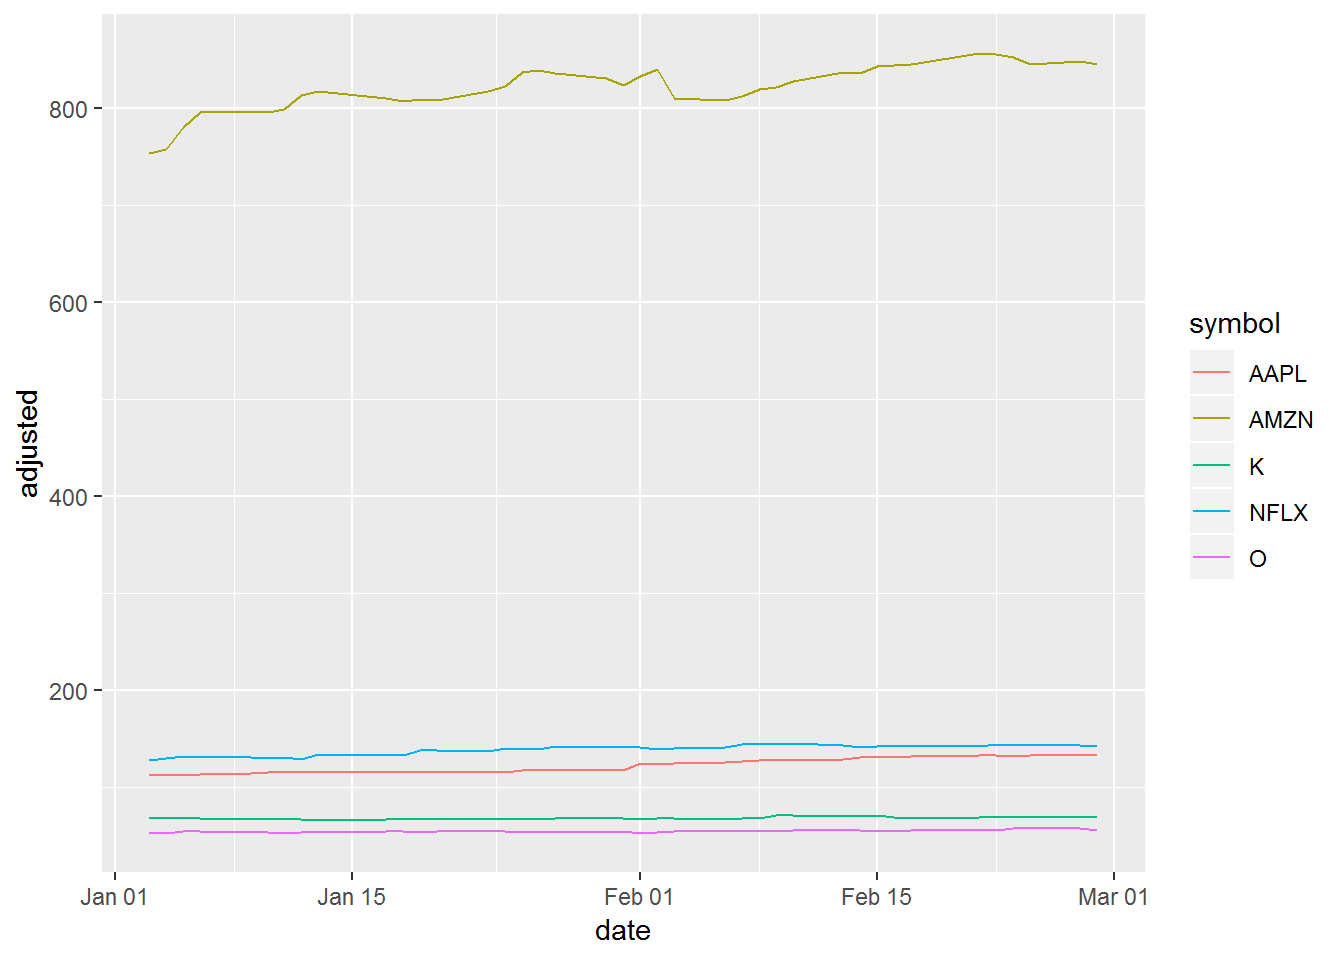 800
600
400
200
adjusted
Jan 01
Jan 15
Feb 01
Feb 15
Mar 01
date
symbol
AAPL
AMZN
K
NFLX
O